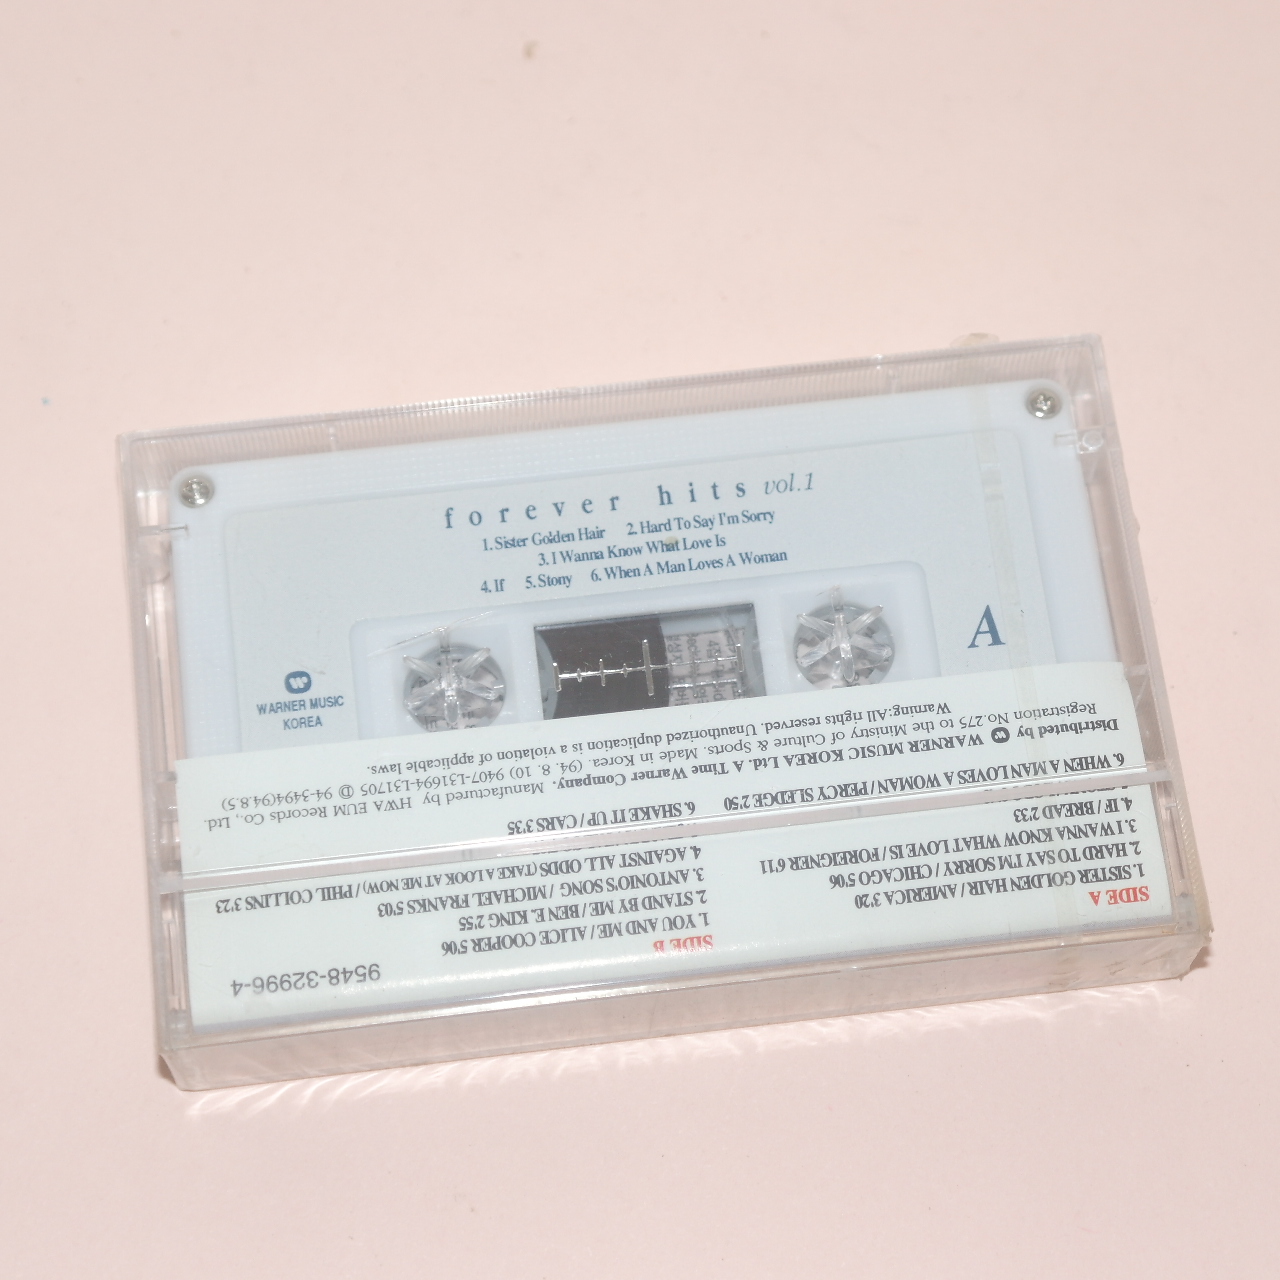 forever hits vol.1
1. Sister Golden Hair 2. Hard To Say I'm Sorry
3. I Wanna Know What Love Is
4. If 5. Stony 6. When A Man Loves A Woman
A
WARNER MUSIC
KOREA
SIDE A
1. SISTER GOLDEN HAIR / AMERICA 3'20
2. HARD TO SAY I'M SORRY / CHICAGO 5'06
3. I WANNA KNOW WHAT LOVE IS / FOREIGNER 6'11
4. IF / BREAD 2'33
6. WHEN A MAN LOVES A WOMAN / PERCY SLEDGE 2'50
SIDE B
1. YOU AND ME / ALICE COOPER 5'06
2. STAND BY ME / BEN E. KING 2'55
3. ANTONIO'S SONG / MICHAEL FRANKS 5'03
4. AGAINST ALL ODDS (TAKE A LOOK AT ME NOW) / PHIL COLLINS 3'23
6. SHAKE IT UP / CARS 3'35
9548-32996-4
Distributed by WARNER MUSIC KOREA Ltd. A Time Warner Company. Manufactured by HWA EUM Records Co., Ltd.
Registration No.275 to the Ministry of Culture & Sports. Made in Korea. (94. 8. 10) 9407-L31694-L31705 Ⓓ 94-3494(94.8.5)
Warning:All rights reserved. Unauthorized duplication is a violation of applicable laws.